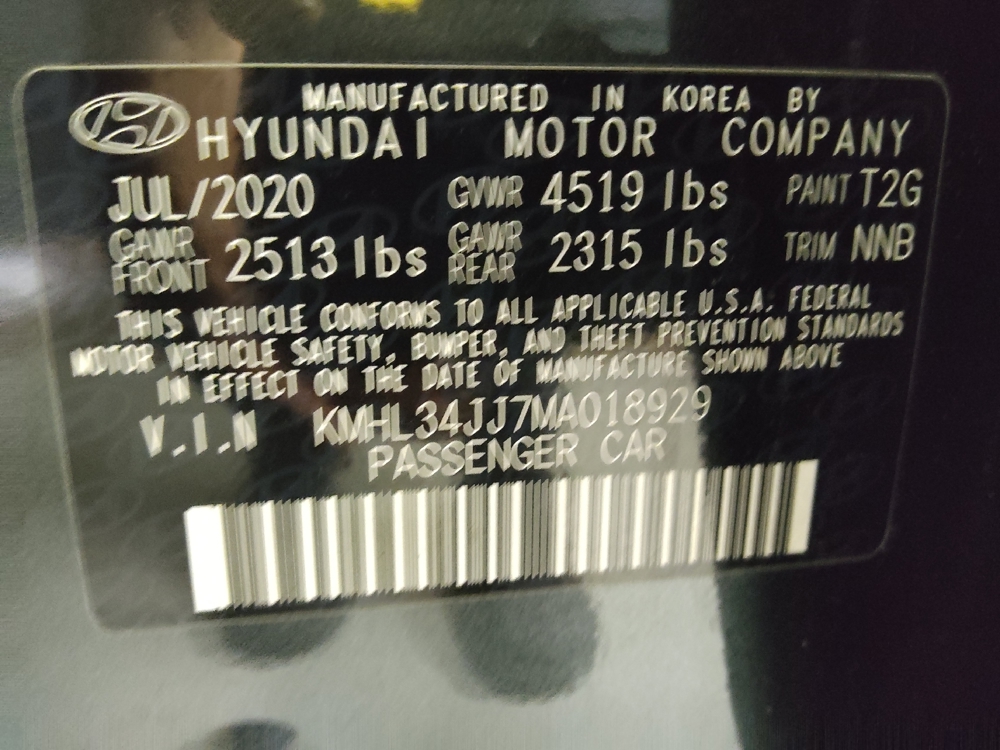 MANUFACTURED IN KOREA BY
HYUNDAI MOTOR COMPANY
JUL/2020 GVWR 4519 lbs PAINT T2G
GAWR FRONT 2513 lbs GAWR REAR 2315 lbs TRIM NNB
THIS VEHICLE CONFORMS TO ALL APPLICABLE U.S.A. FEDERAL
MOTOR VEHICLE SAFETY, BUMPER, AND THEFT PREVENTION STANDARDS
IN EFFECT ON THE DATE OF MANUFACTURE SHOWN ABOVE
V.I.N KMHL34JJ7MA018929
PASSENGER CAR